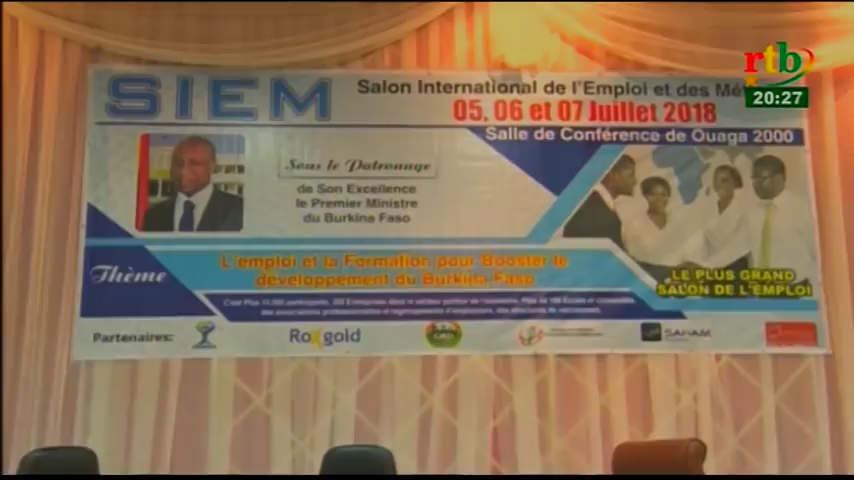 rtb
20:27
SIEM
Salon International de l'Emploi et des
05, 06 et 07 Juillet 2018
Salle de Conférence de Ouaga 2000
Sous le Patronage
de Son Excellence
le Premier Ministre
du Burkina Faso
Thème
L'emploi et la Formation pour Booster le
developpement du Burkina Faso
LE PLUS GRAND
SALON DE L'EMPLOI
Partenaires:
Roxgold
SAHAM